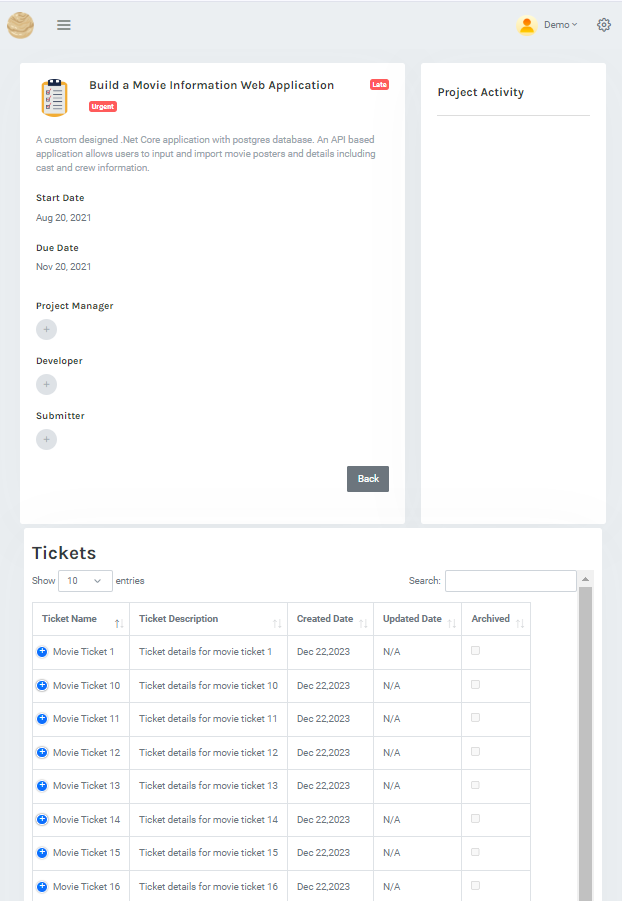 Demo
Build a Movie Information Web Application
Late
Urgent
A custom designed .Net Core application with postgres database. An API based
application allows users to input and import movie posters and details including
cast and crew information.
Start Date
Aug 20, 2021
Due Date
Nov 20, 2021
Project Manager
+
Developer
+
Submitter
+
Back
Project Activity
Tickets
Show 10 entries Search:
Ticket Name Ticket Description Created Date Updated Date Archived
Movie Ticket 1 Ticket details for movie ticket 1 Dec 22,2023 N/A
Movie Ticket 10 Ticket details for movie ticket 10 Dec 22,2023 N/A
Movie Ticket 11 Ticket details for movie ticket 11 Dec 22,2023 N/A
Movie Ticket 12 Ticket details for movie ticket 12 Dec 22,2023 N/A
Movie Ticket 13 Ticket details for movie ticket 13 Dec 22,2023 N/A
Movie Ticket 14 Ticket details for movie ticket 14 Dec 22,2023 N/A
Movie Ticket 15 Ticket details for movie ticket 15 Dec 22,2023 N/A
Movie Ticket 16 Ticket details for movie ticket 16 Dec 22,2023 N/A